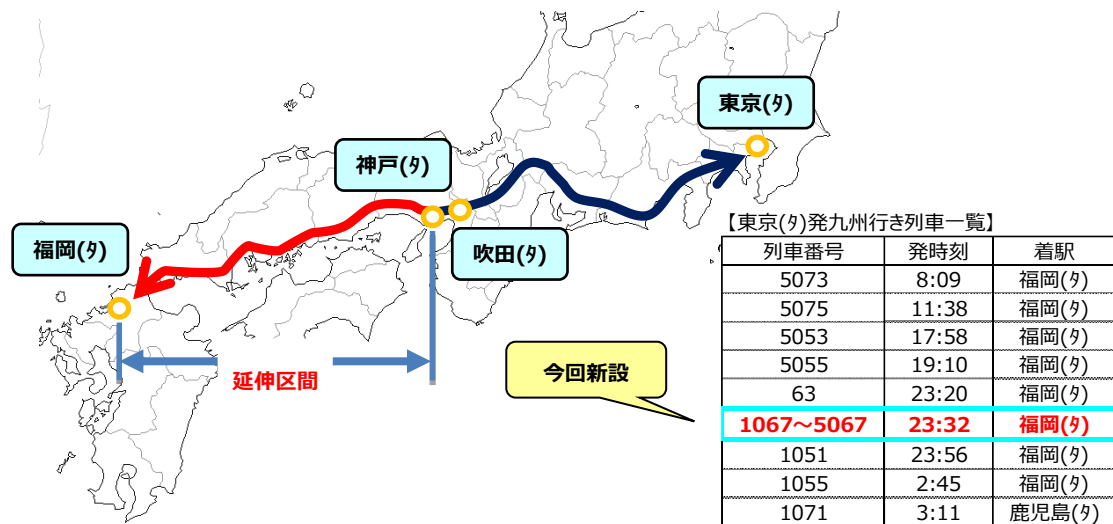 東京(ﾀ)
神戸(ﾀ)
福岡(ﾀ)
吹田(ﾀ)
延伸区間
今回新設
【東京(ﾀ)発九州行き列車一覧】
列車番号 発時刻 着駅
5073 8:09 福岡(ﾀ)
5075 11:38 福岡(ﾀ)
5053 17:58 福岡(ﾀ)
5055 19:10 福岡(ﾀ)
63 23:20 福岡(ﾀ)
1067～5067 23:32 福岡(ﾀ)
1051 23:56 福岡(ﾀ)
1055 2:45 福岡(ﾀ)
1071 3:11 鹿児島(ﾀ)